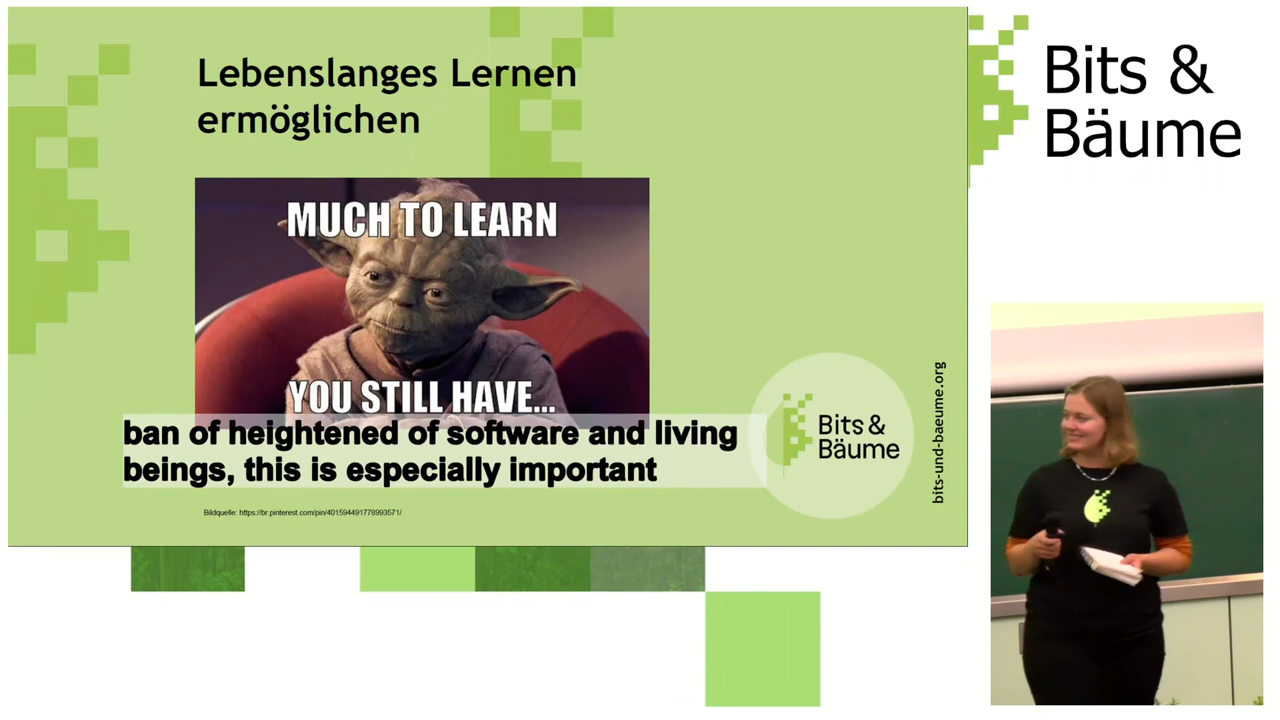 Lebenslanges Lernen
ermöglichen
MUCH TO LEARN
YOU STILL HAVE...
ban of heightened of software and living
beings, this is especially important
Bildquelle: https://br.pinterest.com/pin/401594491778993571/
Bits &
Bäume
bits-und-baeume.org
Bits &
Bäume